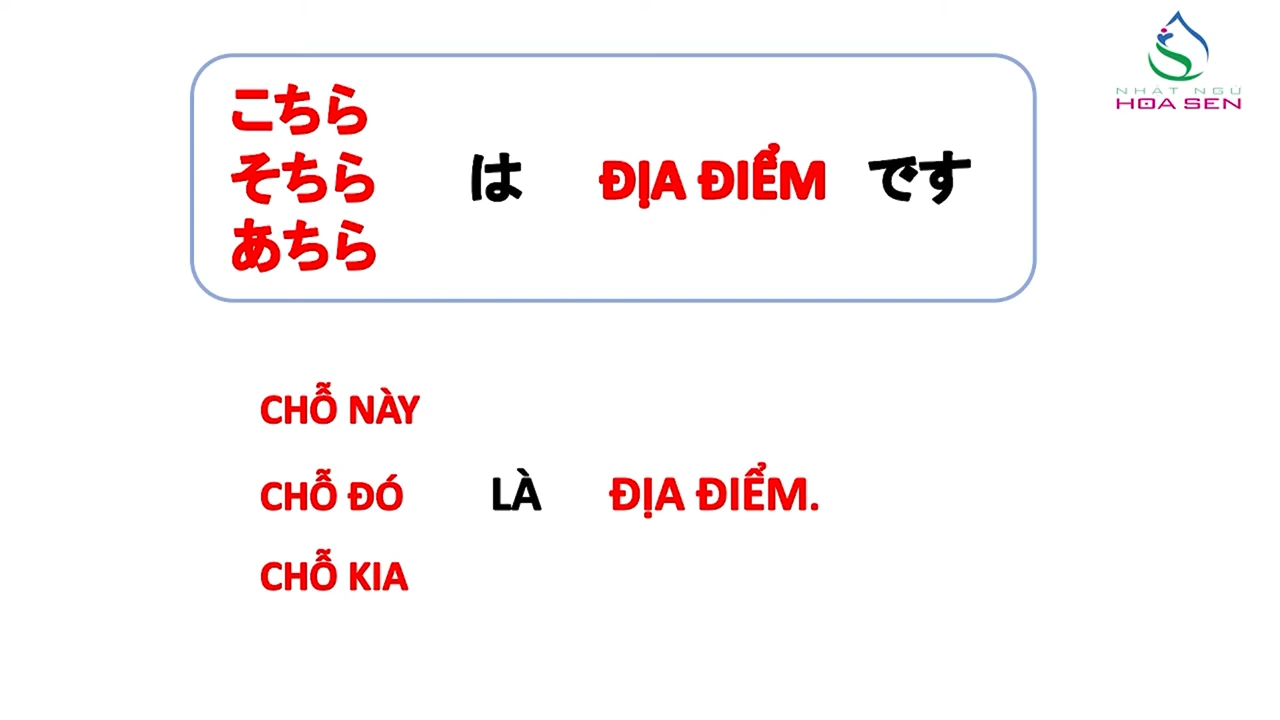 NHẬT NGỮ
HOA SEN
こちら
そちら は ĐỊA ĐIỂM です
あちら
CHỖ NÀY
CHỖ ĐÓ LÀ ĐỊA ĐIỂM.
CHỖ KIA